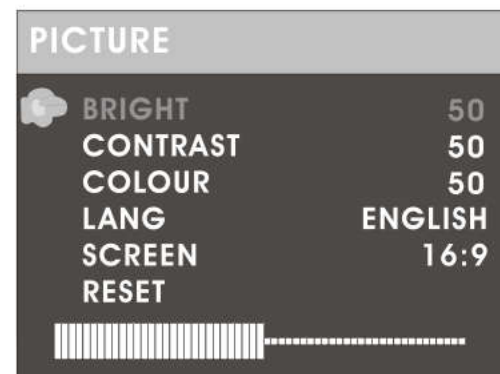 PICTURE
BRIGHT 50
CONTRAST 50
COLOUR 50
LANG ENGLISH
SCREEN 16:9
RESET